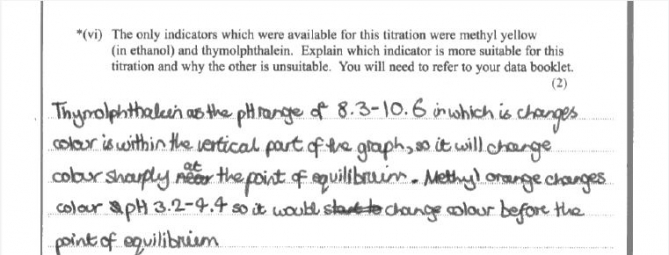 *(vi) The only indicators which were available for this titration were methyl yellow
(in ethanol) and thymolphthalein. Explain which indicator is more suitable for this
titration and why the other is unsuitable. You will need to refer to your data booklet.
(2)
Thymolphthalein as the pH range of 8.3-10.6 in which is changes
colour is within the vertical part of the graph, so it will change
colour sharply at the point of equilibrium. Methyl orange changes
colour pH 3.2-4.4 so it would change colour before the
point of equilibrium